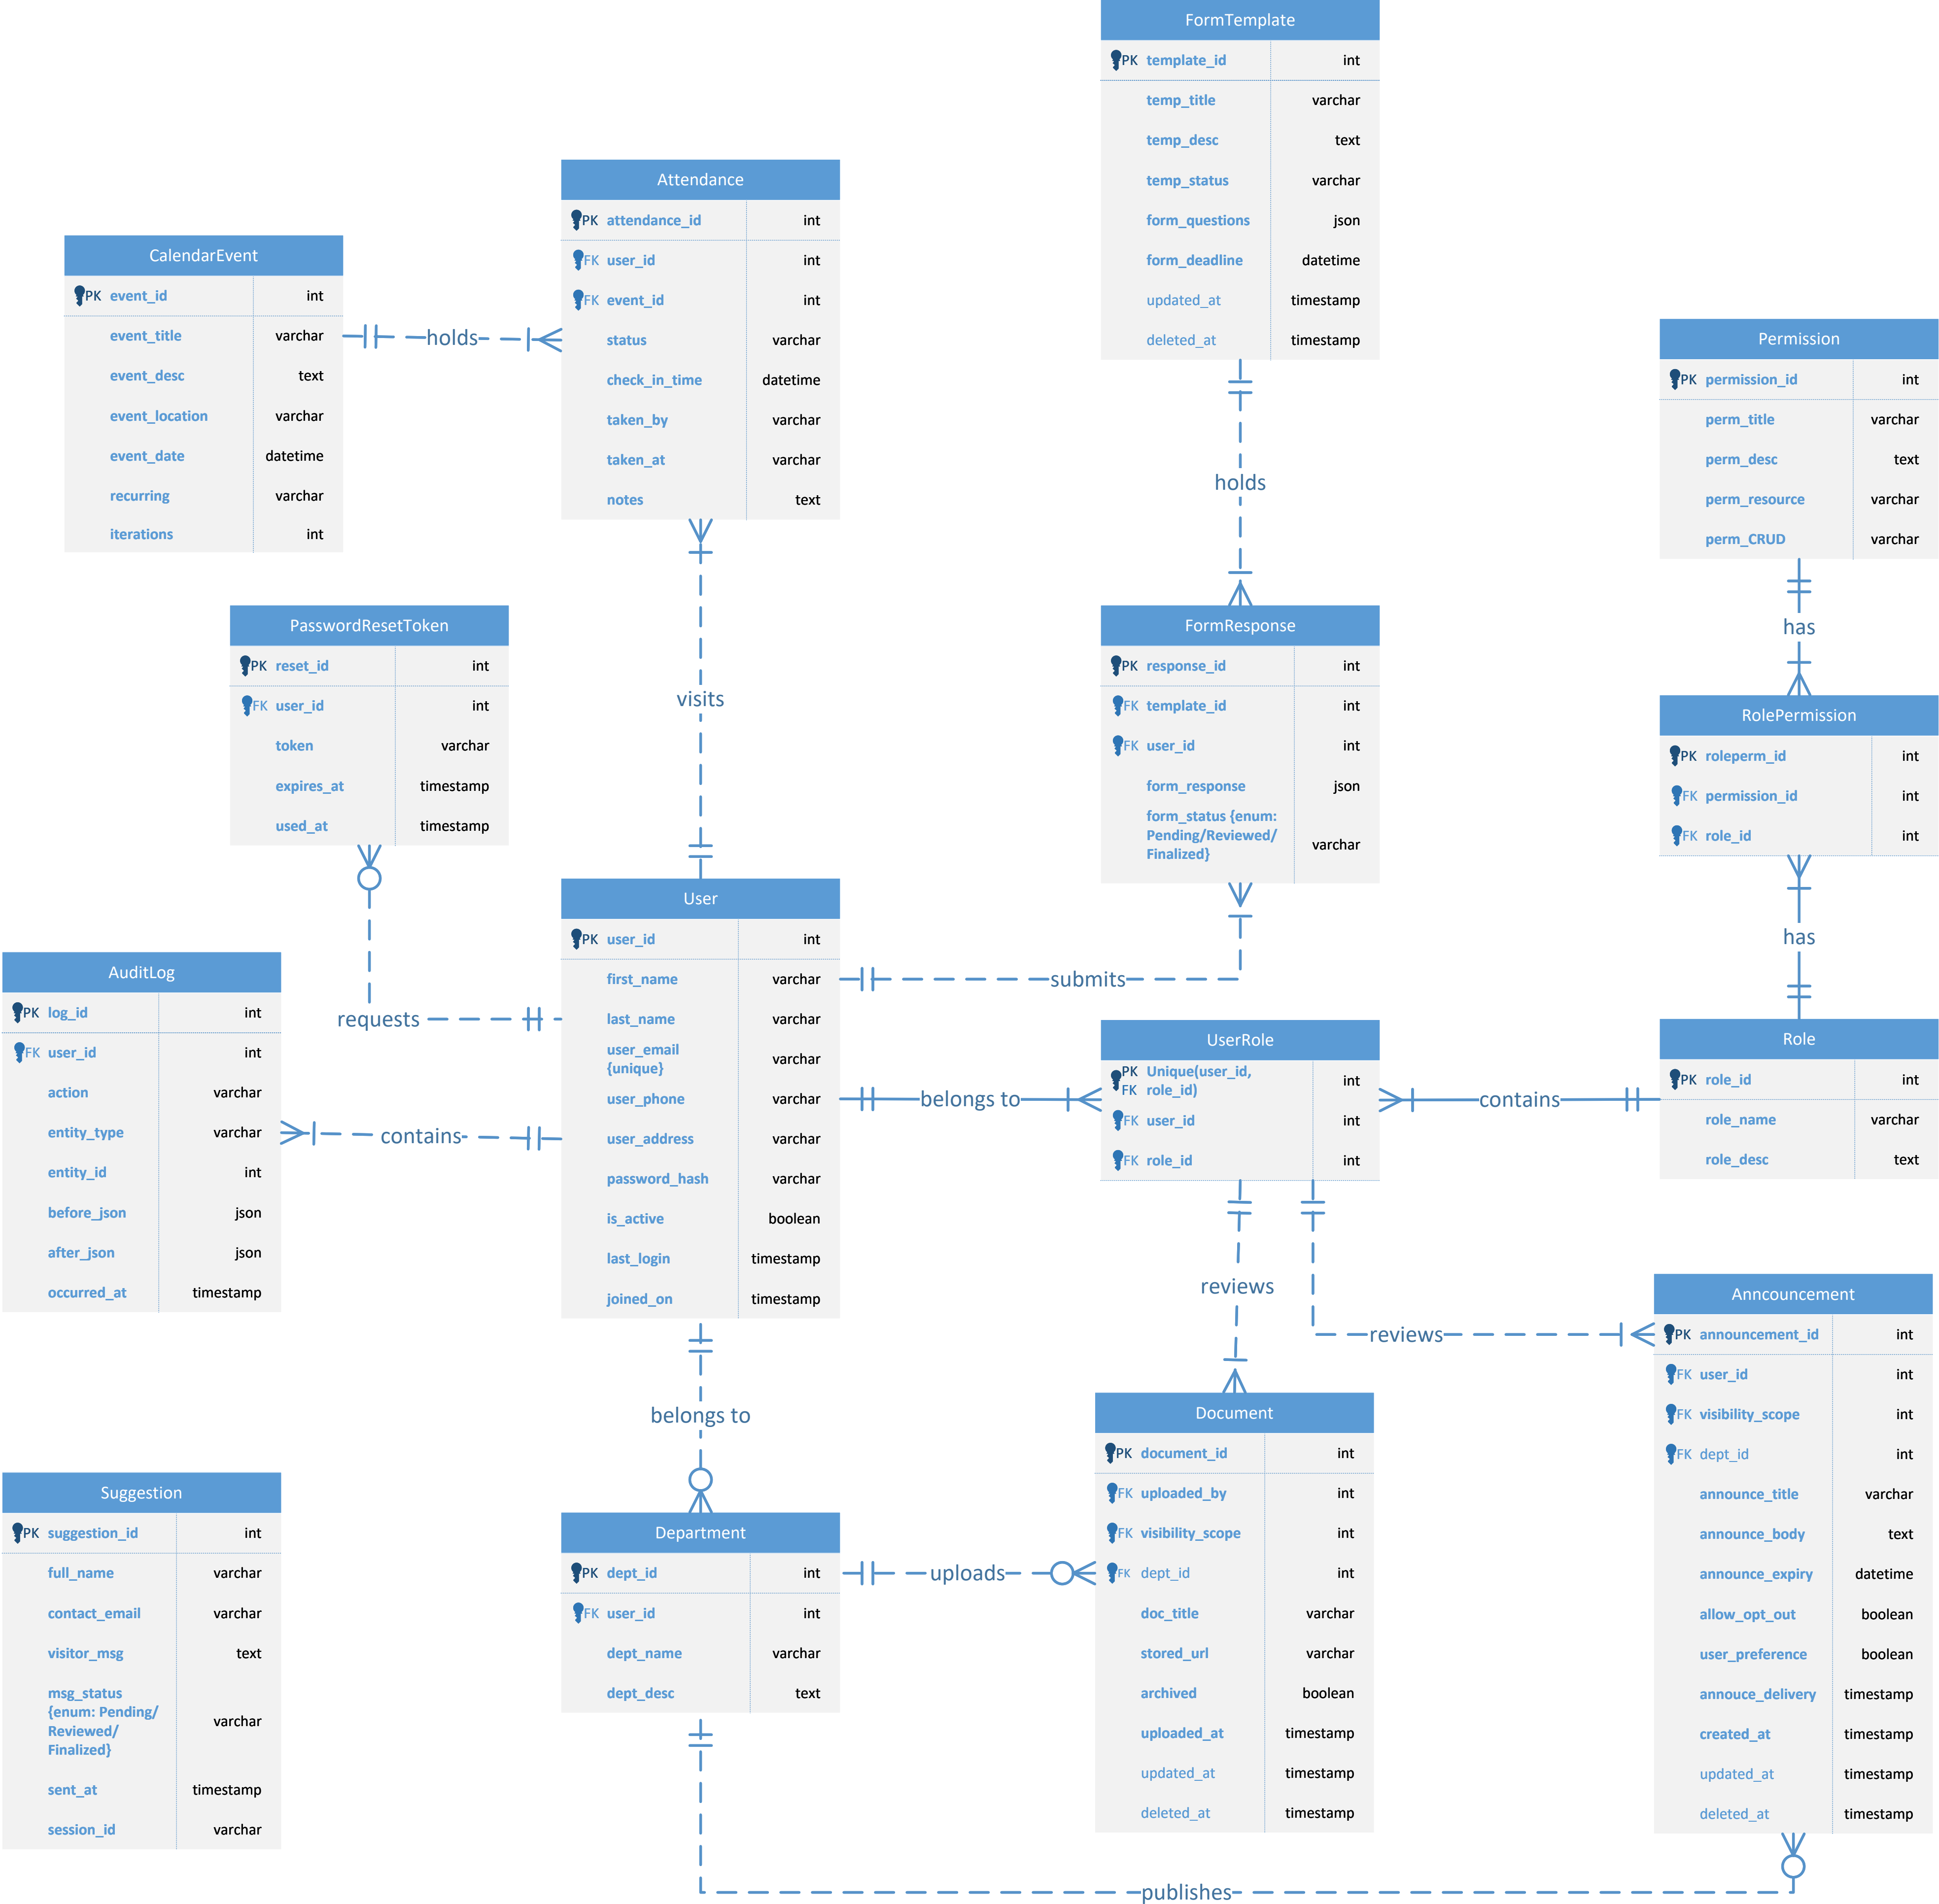 FormTemplate
PK template_id int
temp_title varchar
temp_desc text
temp_status varchar
form_questions json
form_deadline datetime
updated_at timestamp
deleted_at timestamp
Attendance
PK attendance_id int
FK user_id int
FK event_id int
status varchar
check_in_time datetime
taken_by varchar
taken_at varchar
notes text
CalendarEvent
PK event_id int
event_title varchar
event_desc text
event_location varchar
event_date datetime
recurring varchar
iterations int
holds
holds
visits
Permission
PK permission_id int
perm_title varchar
perm_desc text
perm_resource varchar
perm_CRUD varchar
has
PasswordResetToken
PK reset_id int
FK user_id int
token varchar
expires_at timestamp
used_at timestamp
FormResponse
PK response_id int
FK template_id int
FK user_id int
form_response json
form_status {enum:
Pending/Reviewed/ varchar
Finalized}
RolePermission
PK roleperm_id int
FK permission_id int
FK role_id int
has
requests
submits
User
PK user_id int
first_name varchar
last_name varchar
user_email varchar
{unique}
user_phone varchar
user_address varchar
password_hash varchar
is_active boolean
last_login timestamp
joined_on timestamp
AuditLog
PK log_id int
FK user_id int
action varchar
entity_type varchar
entity_id int
before_json json
after_json json
occurred_at timestamp
contains
belongs to
UserRole
PK Unique(user_id, int
FK role_id)
FK user_id int
FK role_id int
contains
Role
PK role_id int
role_name varchar
role_desc text
reviews
reviews
belongs to
Anncouncement
PK announcement_id int
FK user_id int
FK visibility_scope int
FK dept_id int
announce_title varchar
announce_body text
announce_expiry datetime
allow_opt_out boolean
user_preference boolean
annouce_delivery timestamp
created_at timestamp
updated_at timestamp
deleted_at timestamp
Document
PK document_id int
FK uploaded_by int
FK visibility_scope int
FK dept_id int
doc_title varchar
stored_url varchar
archived boolean
uploaded_at timestamp
updated_at timestamp
deleted_at timestamp
Suggestion
PK suggestion_id int
full_name varchar
contact_email varchar
visitor_msg text
msg_status
{enum: Pending/ varchar
Reviewed/
Finalized}
sent_at timestamp
session_id varchar
Department
PK dept_id int
FK user_id int
dept_name varchar
dept_desc text
uploads
publishes